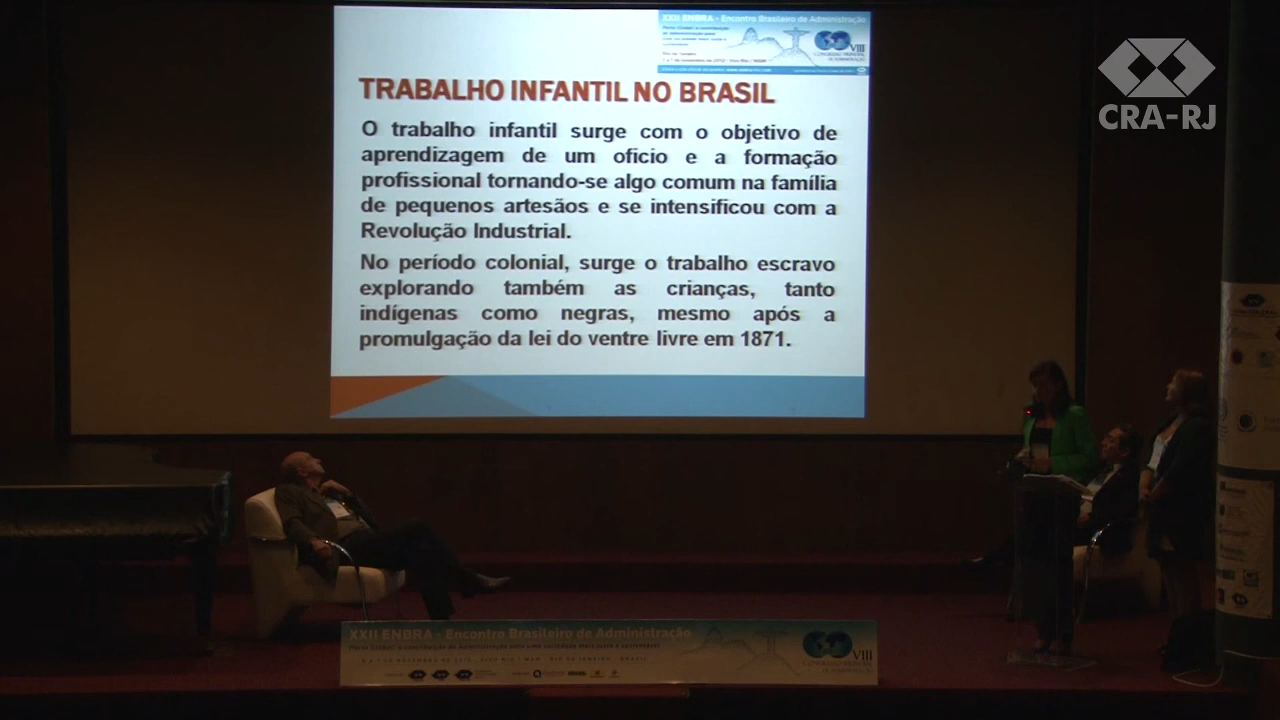 XXII ENBRA - Encontro Brasileiro de Administração
VIII
CRA-RJ
TRABALHO INFANTIL NO BRASIL
O trabalho infantil surge com o objetivo de
aprendizagem de um oficio e a formação
profissional tornando-se algo comum na família
de pequenos artesãos e se intensificou com a
Revolução Industrial.
No período colonial, surge o trabalho escravo
explorando também as crianças, tanto
indígenas como negras, mesmo após a
promulgação da lei do ventre livre em 1871.
XXII ENBRA - Encontro Brasileiro de Administração
VIII